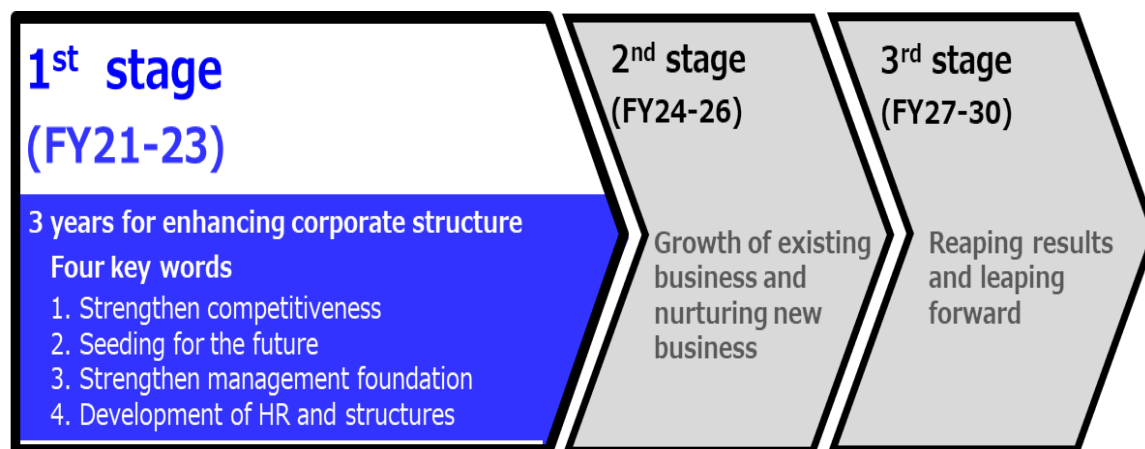 1st stage
(FY21-23)
3 years for enhancing corporate structure
Four key words
1. Strengthen competitiveness
2. Seeding for the future
3. Strengthen management foundation
4. Development of HR and structures
2nd stage
(FY24-26)
Growth of existing
business and
nurturing new
business
3rd stage
(FY27-30)
Reaping results
and leaping
forward